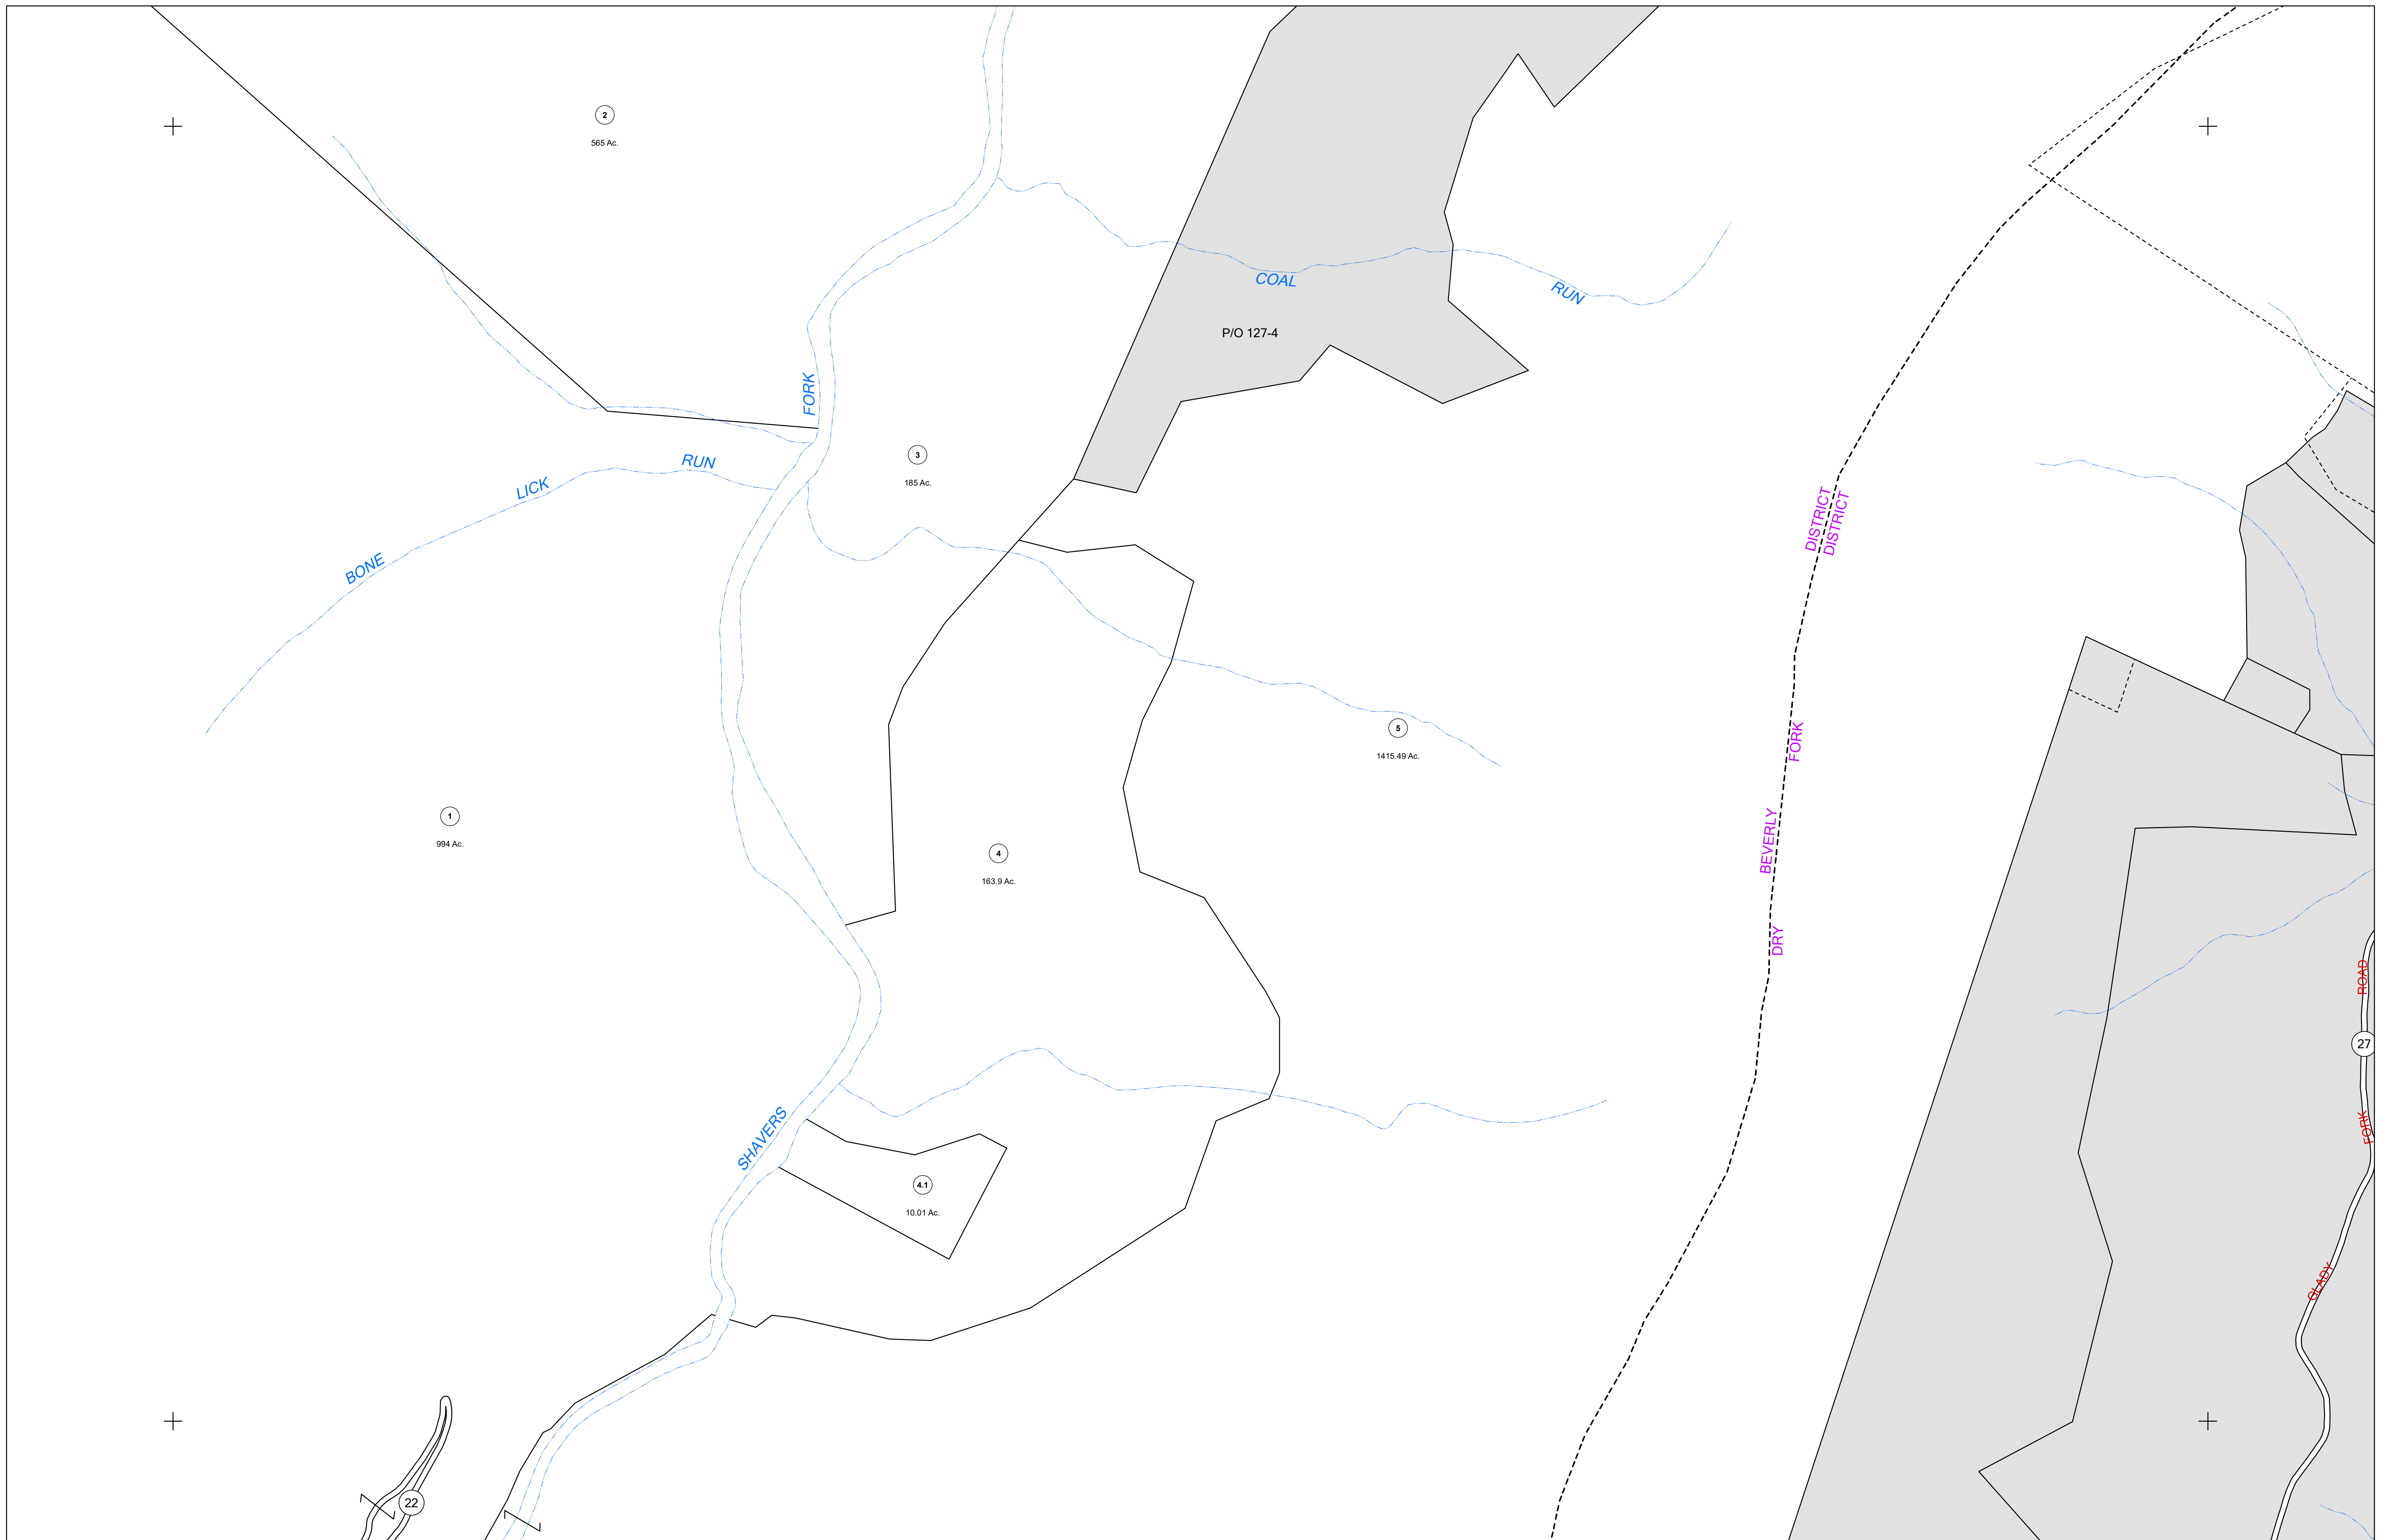 2
565 Ac.
COAL RUN
P/O 127-4
FORK
3
185 Ac.
BONE LICK RUN
DISTRICT
DISTRICT
5
1415.49 Ac.
FORK
1
994 Ac.
BEVERLY
4
163.9 Ac.
DRY
ROAD
27
FORK
SHAVERS
4.1
10.01 Ac.
GLADY
22